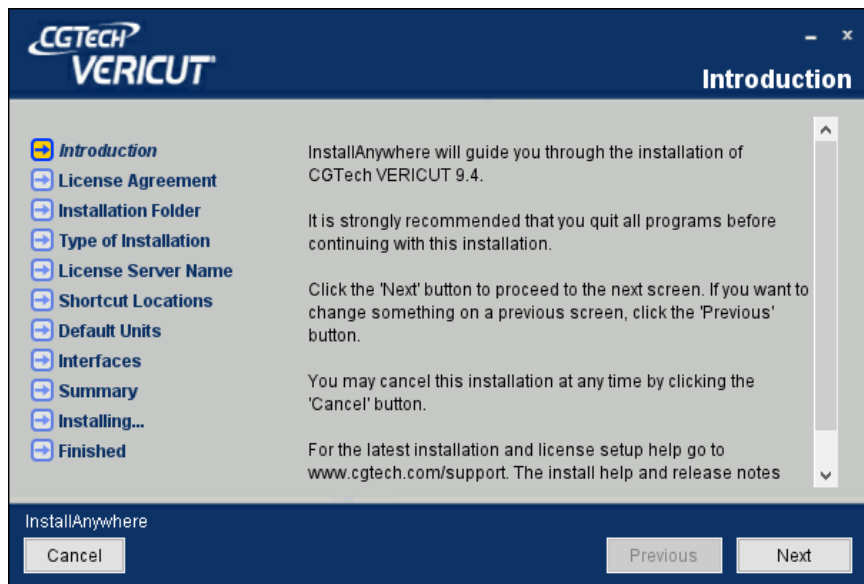 CGTECH
VERICUT
Introduction
Introduction
License Agreement
Installation Folder
Type of Installation
License Server Name
Shortcut Locations
Default Units
Interfaces
Summary
Installing...
Finished
InstallAnywhere will guide you through the installation of
CGTech VERICUT 9.4.
It is strongly recommended that you quit all programs before
continuing with this installation.
Click the 'Next' button to proceed to the next screen. If you want to
change something on a previous screen, click the 'Previous'
button.
You may cancel this installation at any time by clicking the
'Cancel' button.
For the latest installation and license setup help go to
www.cgtech.com/support. The install help and release notes
InstallAnywhere
Cancel
Previous
Next